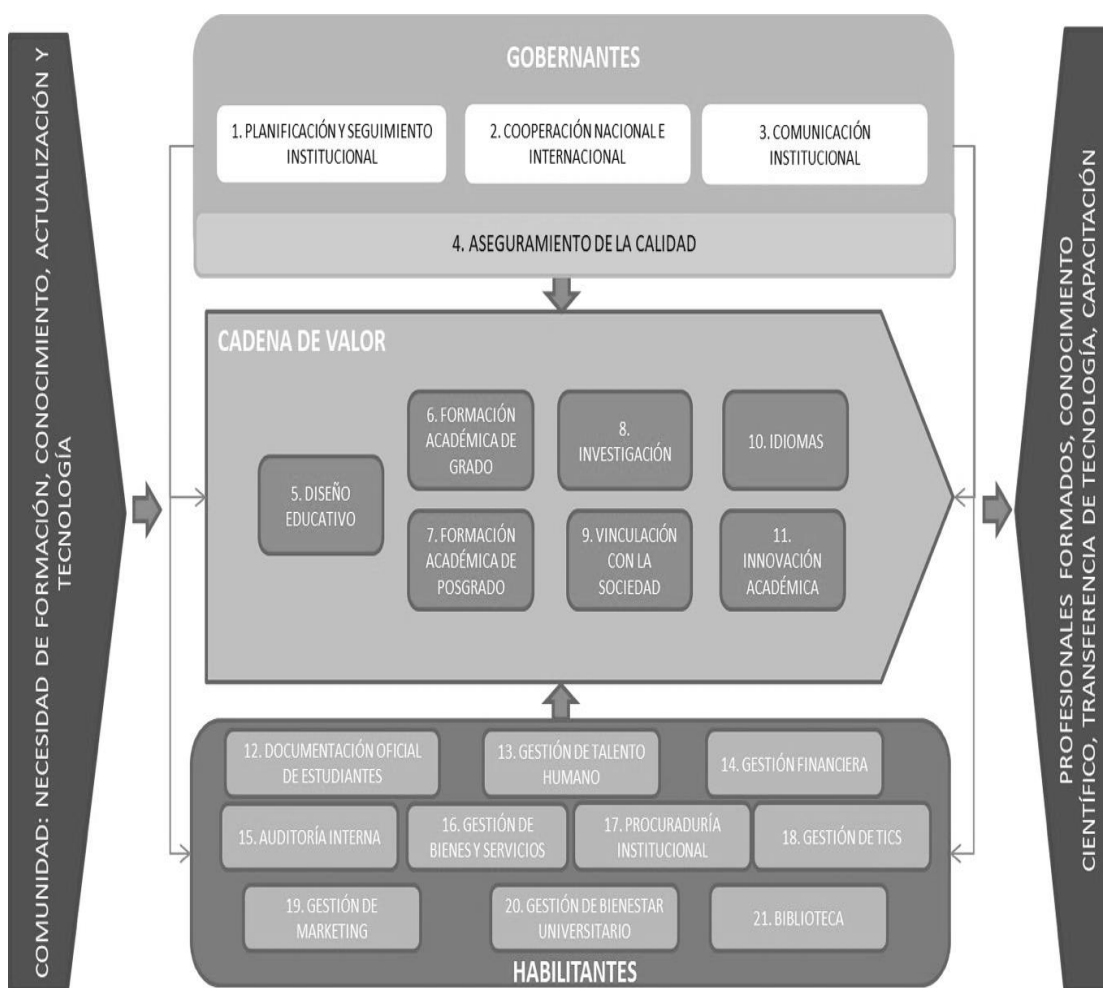 COMUNIDAD: NECESIDAD DE FORMACIÓN, CONOCIMIENTO, ACTUALIZACIÓN Y
TECNOLOGÍA
GOBERNANTES
1. PLANIFICACIÓN Y SEGUIMIENTO
INSTITUCIONAL
2. COOPERACIÓN NACIONAL E
INTERNACIONAL
3. COMUNICACIÓN
INSTITUCIONAL
4. ASEGURAMIENTO DE LA CALIDAD
CADENA DE VALOR
5. DISEÑO
EDUCATIVO
6. FORMACIÓN
ACADÉMICA DE
GRADO
7. FORMACIÓN
ACADÉMICA DE
POSGRADO
8.
INVESTIGACIÓN
9. VINCULACIÓN
CON LA
SOCIEDAD
10. IDIOMAS
11.
INNOVACIÓN
ACADÉMICA
12. DOCUMENTACIÓN OFICIAL
DE ESTUDIANTES
13. GESTIÓN DE TALENTO
HUMANO
14. GESTIÓN FINANCIERA
15. AUDITORÍA INTERNA
16. GESTIÓN DE
BIENES Y SERVICIOS
17. PROCURADURÍA
INSTITUCIONAL
18. GESTIÓN DE TICS
19. GESTIÓN DE
MARKETING
20. GESTIÓN DE BIENESTAR
UNIVERSITARIO
21. BIBLIOTECA
HABILITANTES
PROFESIONALES FORMADOS, CONOCIMIENTO
CIENTÍFICO, TRANSFERENCIA DE TECNOLOGÍA, CAPACITACIÓN